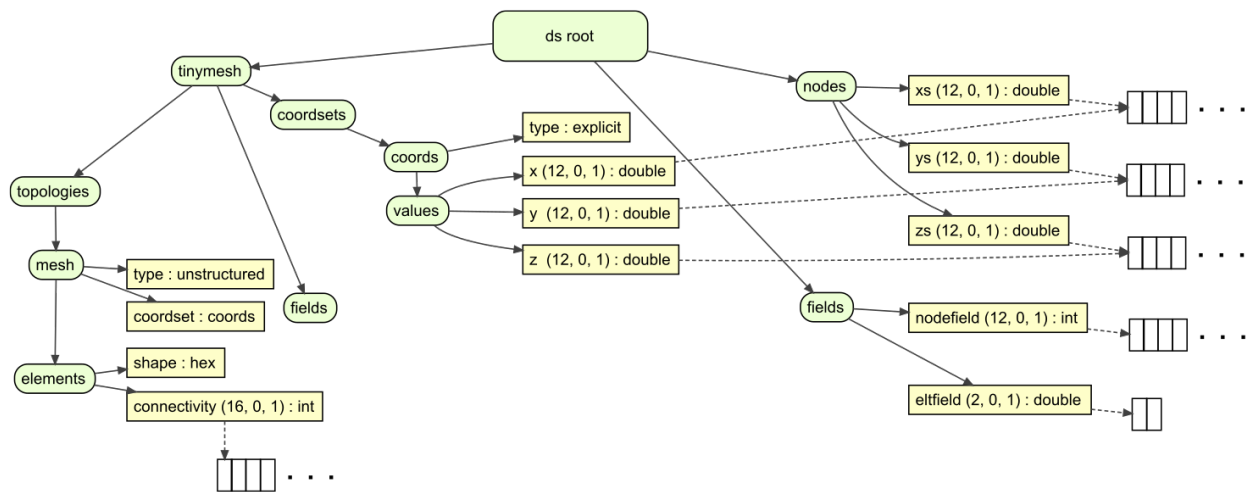 ds root
tinymesh
nodes
xs (12, 0, 1) : double
coordsets
type : explicit
coords
ys (12, 0, 1) : double
x (12, 0, 1) : double
topologies
values
y  (12, 0, 1) : double
zs (12, 0, 1) : double
z  (12, 0, 1) : double
mesh
type : unstructured
coordset : coords
fields
fields
nodefield (12, 0, 1) : int
shape : hex
elements
connectivity (16, 0, 1) : int
eltfield (2, 0, 1) : double